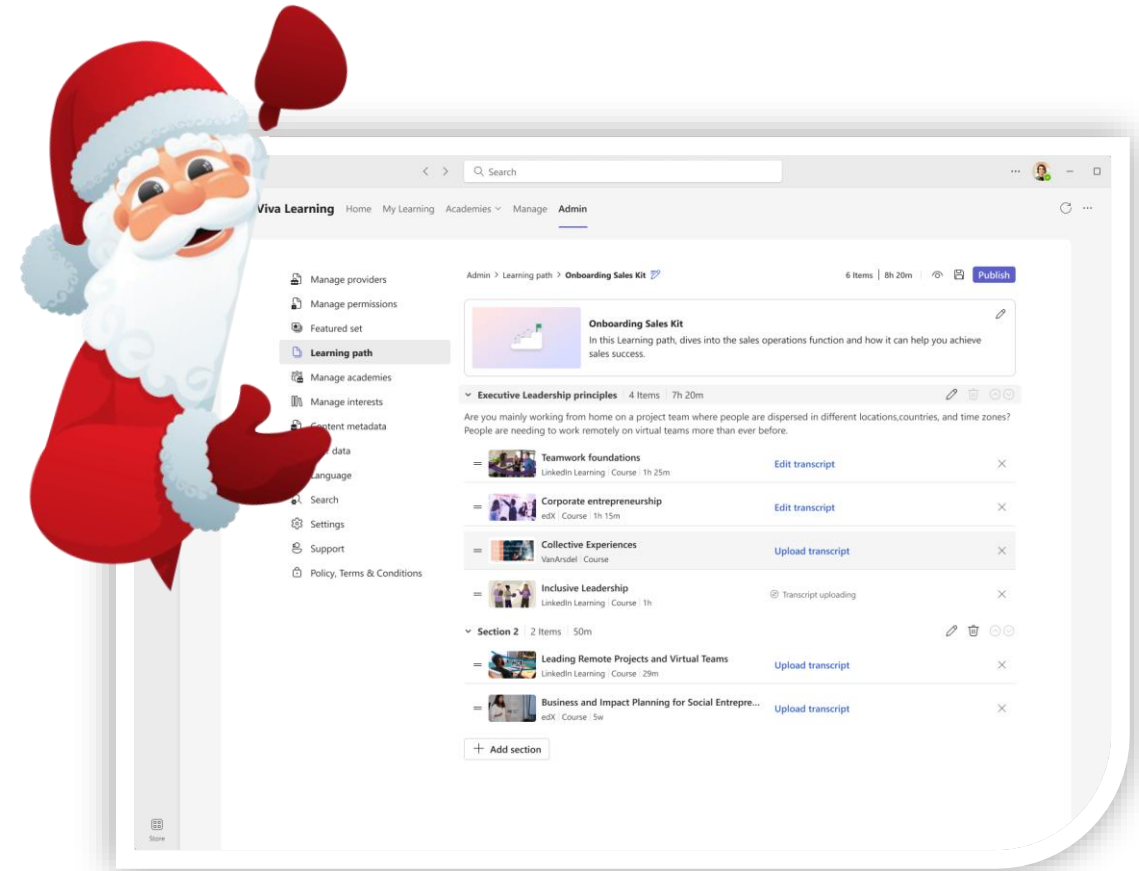 Search
Viva Learning Home My Learning Academies Manage Admin
Manage providers
Manage permissions
Featured set
Learning path
Manage academies
Manage interests
Content metadata
data
Language
Search
Settings
Support
Policy, Terms & Conditions
Store
Admin > Learning path > Onboarding Sales Kit
6 Items | 8h 20m
Publish
Onboarding Sales Kit
In this Learning path, dives into the sales operations function and how it can help you achieve
sales success.
Executive Leadership principles | 4 Items | 7h 20m
Are you mainly working from home on a project team where people are dispersed in different locations,countries, and time zones?
People are needing to work remotely on virtual teams more than ever before.
Teamwork foundations
LinkedIn Learning | Course | 1h 25m
Edit transcript
Corporate entrepreneurship
edX | Course | 1h 15m
Edit transcript
Collective Experiences
VanArsdel | Course
Upload transcript
Inclusive Leadership
LinkedIn Learning | Course | 1h
Transcript uploading
Section 2 | 2 Items | 50m
Leading Remote Projects and Virtual Teams
LinkedIn Learning | Course | 29m
Upload transcript
Business and Impact Planning for Social Entrepre...
edX | Course | 5w
Upload transcript
+ Add section